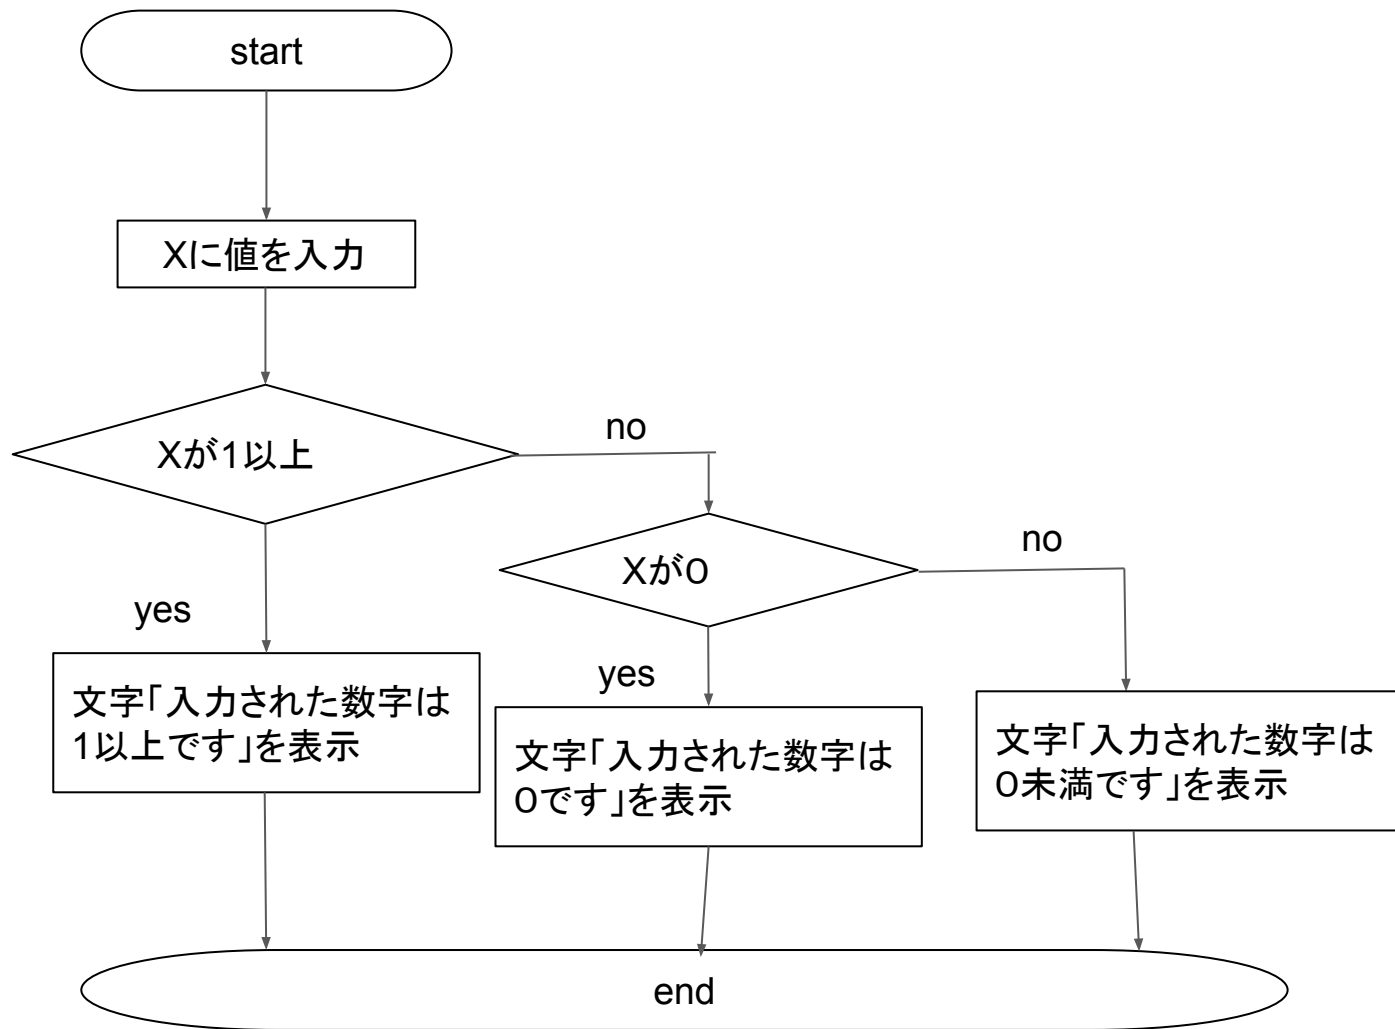 start
Xに値を入力
Xが1以上
no
Xが0
no
yes
文字「入力された数字は
1以上です」を表示
yes
文字「入力された数字は
0です」を表示
文字「入力された数字は
0未満です」を表示
end